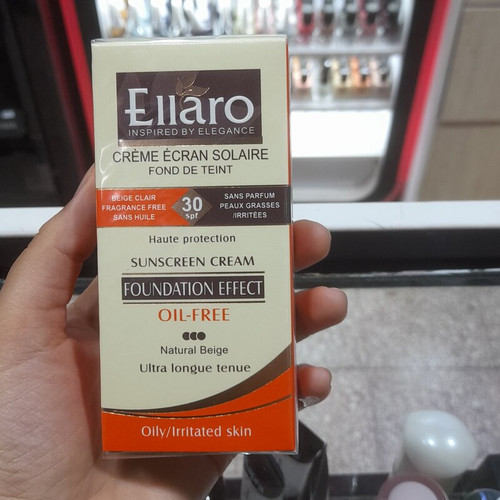 Ellaro
INSPIRED BY ELEGANCE
CRÈME ÉCRAN SOLAIRE
FOND DE TEINT
BEIGE CLAIR
FRAGRANCE FREE
SANS HUILE
30
spf
SANS PARFUM
PEAUX GRASSES
/IRRITÉES
Haute protection
SUNSCREEN CREAM
FOUNDATION EFFECT
OIL-FREE
Natural Beige
Ultra longue tenue
Oily/Irritated skin